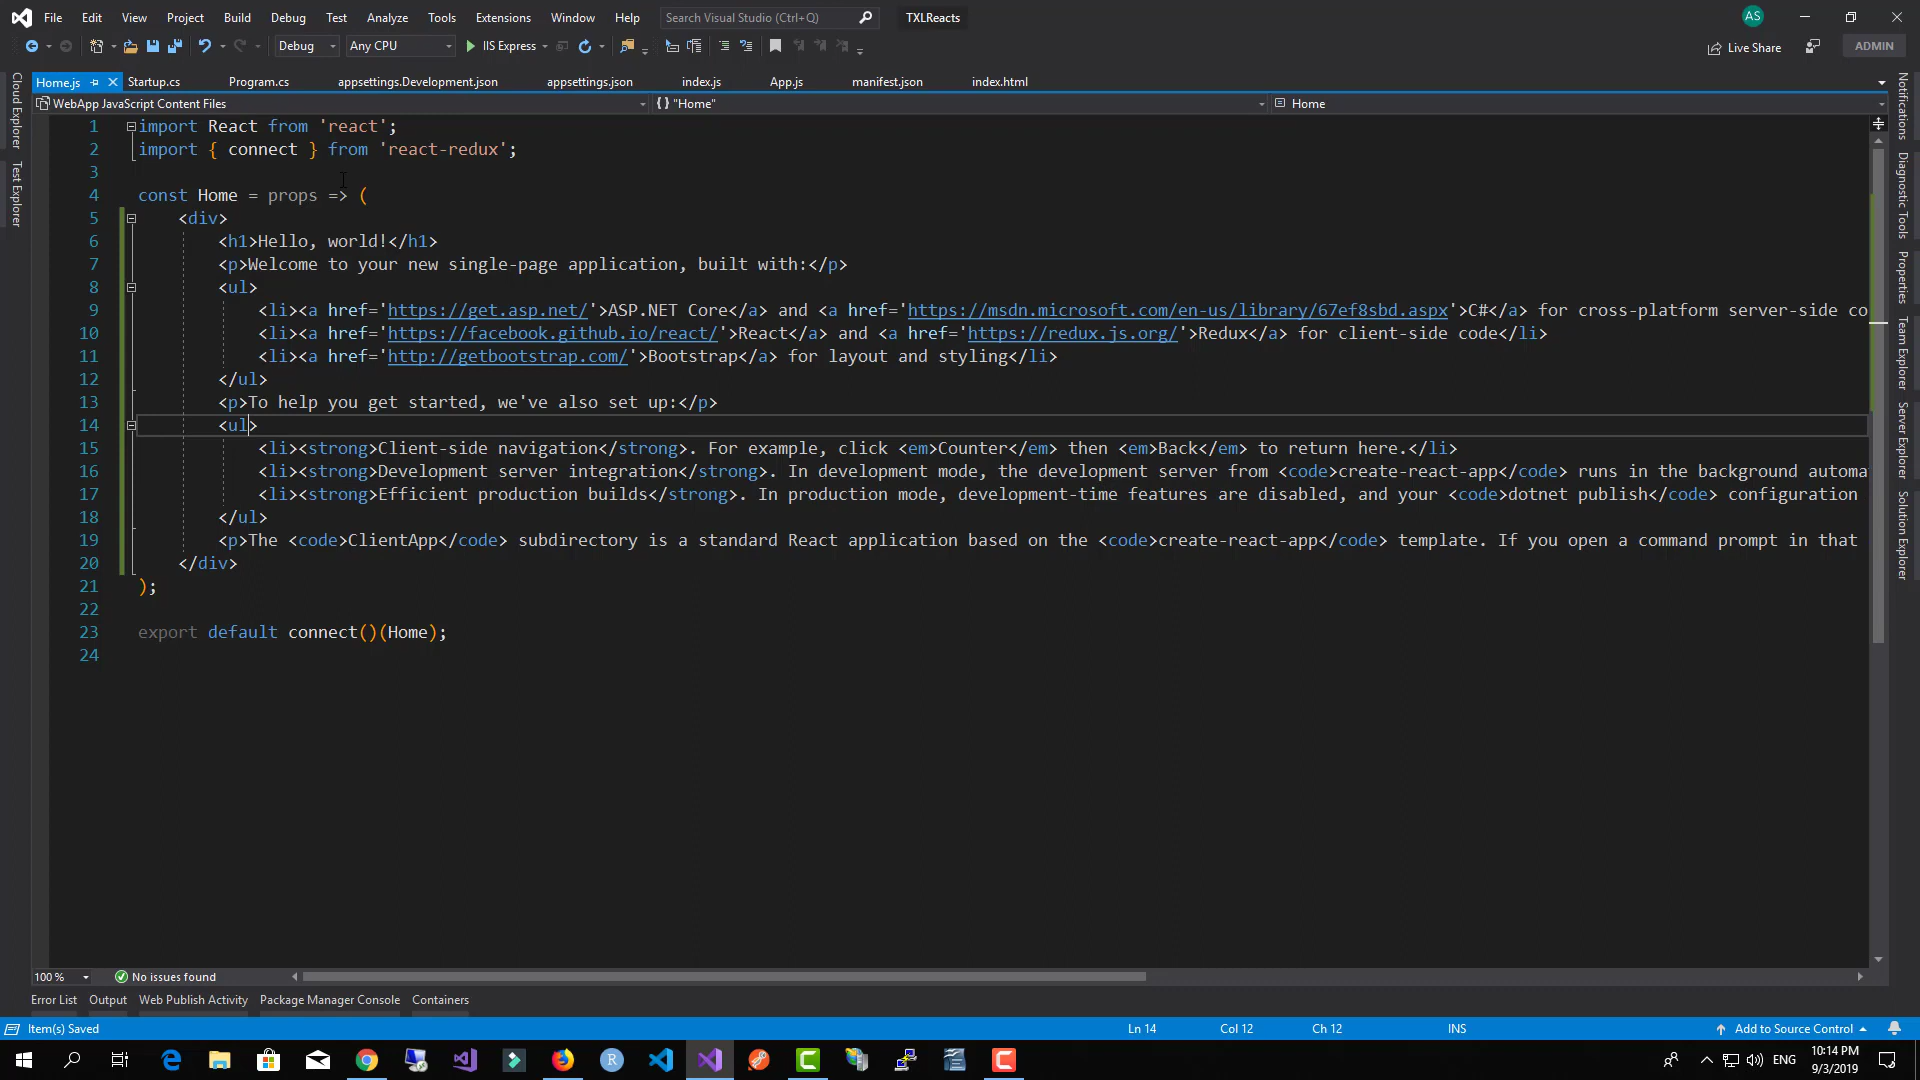 File Edit View Project Build Debug Test Analyze Tools Extensions Window Help Search Visual Studio (Ctrl+Q) TXLReacts AS
Debug Any CPU IIS Express Live Share ADMIN
Home.js Startup.cs Program.cs appsettings.Development.json appsettings.json index.js App.js manifest.json index.html
WebApp JavaScript Content Files {} "Home" Home
Cloud Explorer
Test Explorer
1 import React from 'react';
2 import { connect } from 'react-redux';
3
4 const Home = props => (
5 <div>
6 <h1>Hello, world!</h1>
7 <p>Welcome to your new single-page application, built with:</p>
8 <ul>
9 <li><a href='https://get.asp.net/'>ASP.NET Core</a> and <a href='https://msdn.microsoft.com/en-us/library/67ef8sbd.aspx'>C#</a> for cross-platform server-side co
10 <li><a href='https://facebook.github.io/react/'>React</a> and <a href='https://redux.js.org/'>Redux</a> for client-side code</li>
11 <li><a href='http://getbootstrap.com/'>Bootstrap</a> for layout and styling</li>
12 </ul>
13 <p>To help you get started, we've also set up:</p>
14 <ul>
15 <li><strong>Client-side navigation</strong>. For example, click <em>Counter</em> then <em>Back</em> to return here.</li>
16 <li><strong>Development server integration</strong>. In development mode, the development server from <code>create-react-app</code> runs in the background automa
17 <li><strong>Efficient production builds</strong>. In production mode, development-time features are disabled, and your <code>dotnet publish</code> configuration
18 </ul>
19 <p>The <code>ClientApp</code> subdirectory is a standard React application based on the <code>create-react-app</code> template. If you open a command prompt in that
20 </div>
21 );
22
23 export default connect()(Home);
24
Notifications
Diagnostic Tools
Properties
Team Explorer
Server Explorer
Solution Explorer
100 % No issues found
Error List Output Web Publish Activity Package Manager Console Containers
Item(s) Saved Ln 14 Col 12 Ch 12 INS Add to Source Control
ENG 10:14 PM
9/3/2019